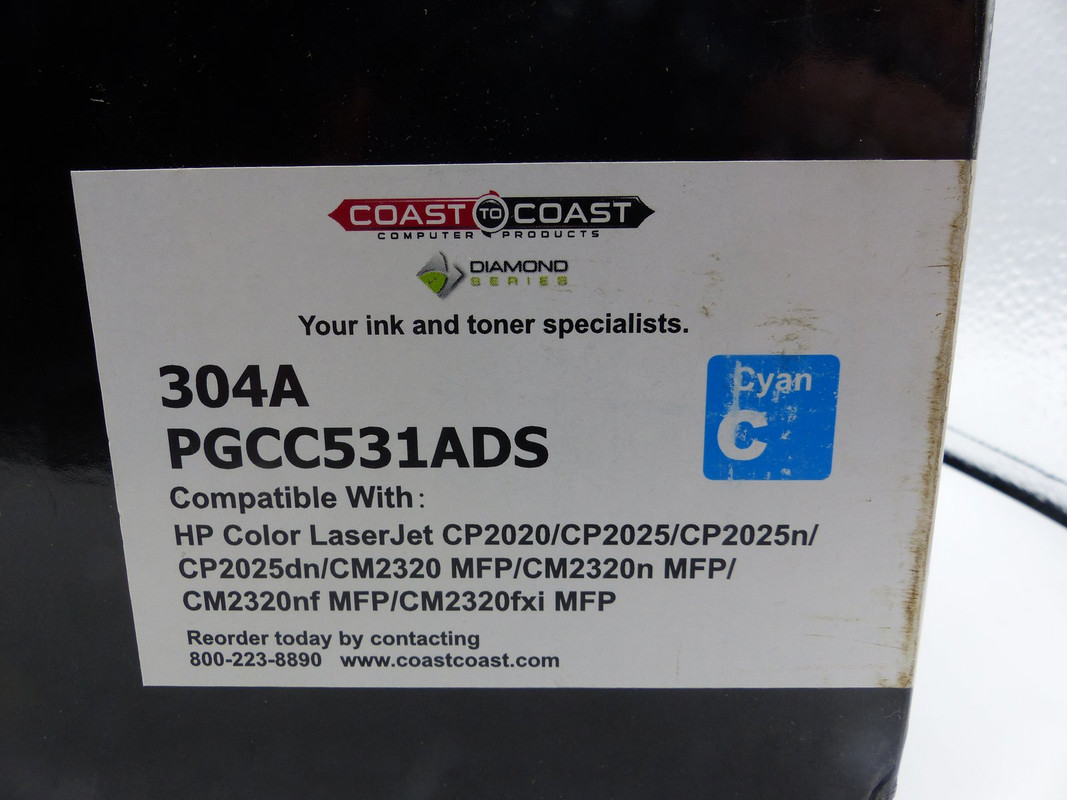 COAST TO COAST
COMPUTER PRODUCTS
DIAMOND
SERIES
Your ink and toner specialists.
304A
PGCC531ADS
Cyan
C
Compatible With:
HP Color LaserJet CP2020/CP2025/CP2025n/
CP2025dn/CM2320 MFP/CM2320n MFP/
CM2320nf MFP/CM2320fxi MFP
Reorder today by contacting
800-223-8890 www.coastcoast.com